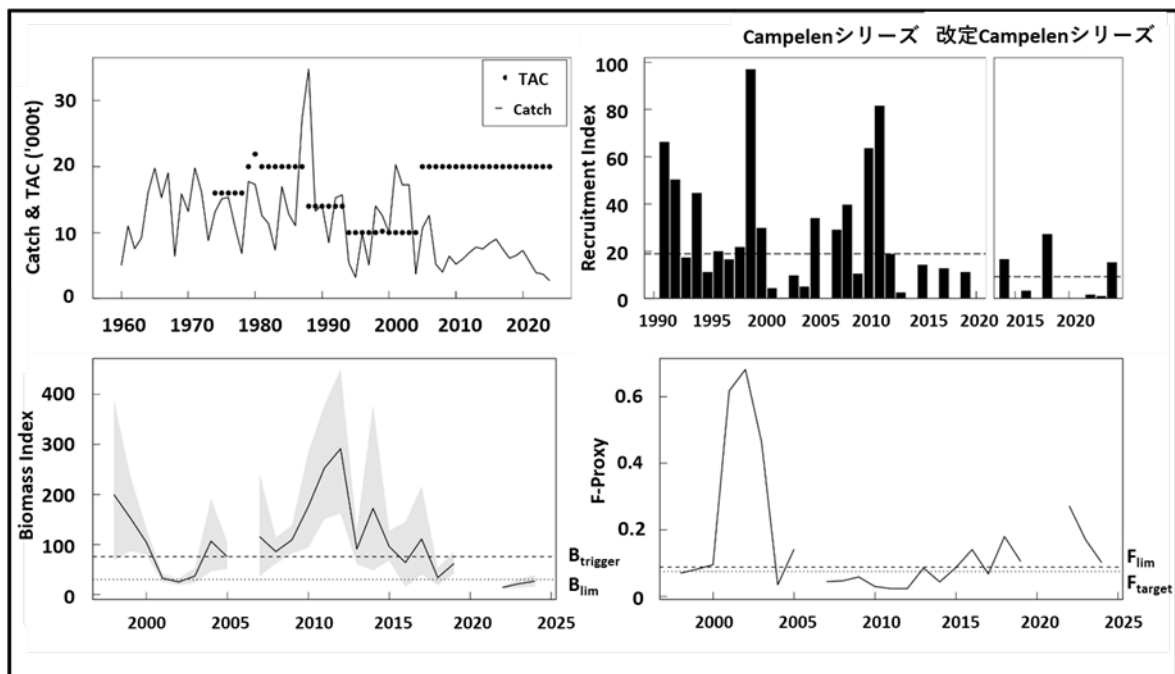 Campelenシリーズ 改定Campelenシリーズ
Catch & TAC ('000t)
30
20
10
0
TAC
Catch
1960 1970 1980 1990 2000 2010 2020
Recruitment Index
100
80
60
40
20
0
1990 1995 2000 2005 2010 2015 2020
2015 2020
Biomass Index
400
300
200
100
0
Btrigger
Blim
2000 2005 2010 2015 2020 2025
F-Proxy
0.6
0.4
0.2
0
Flim
Ftarget
2000 2005 2010 2015 2020 2025